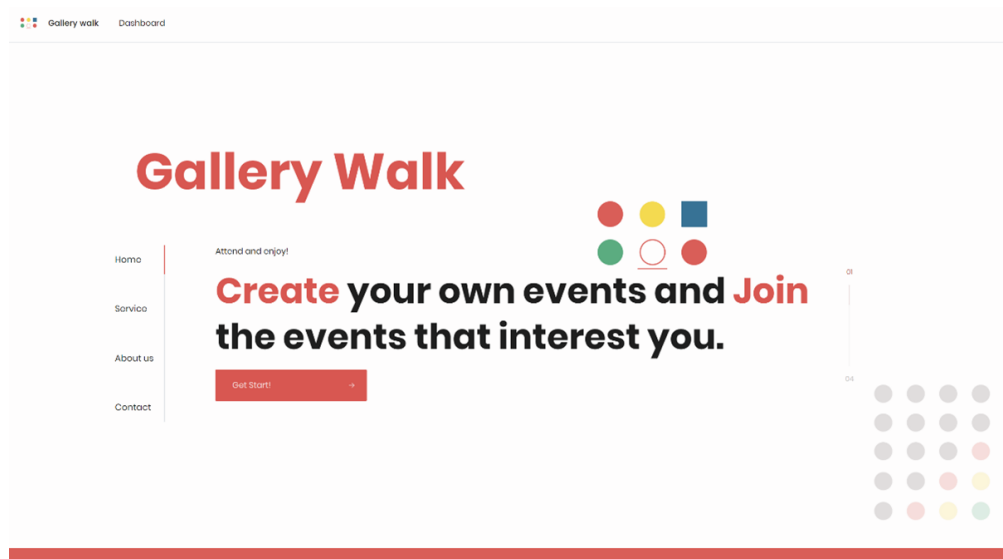 Gallery walk Dashboard
Gallery Walk
Home
Service
About us
Contact
Attend and enjoy!
Create your own events and Join
the events that interest you.
Get Start! →
01
04